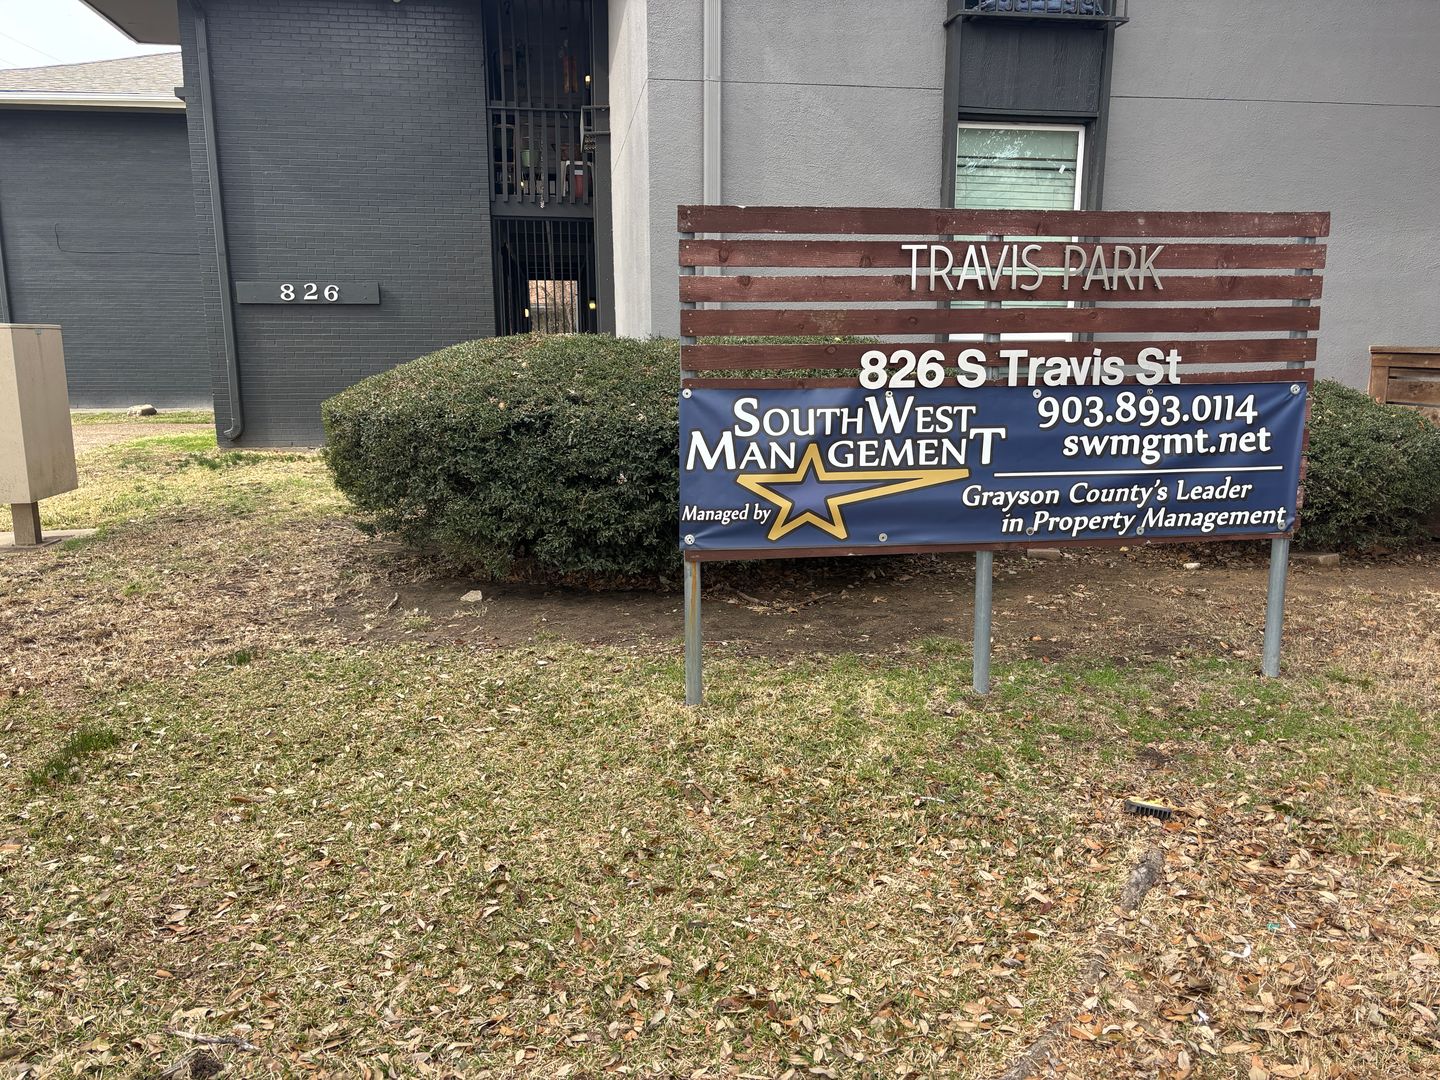 826
TRAVIS PARK
826 S Travis St
SOUTHWEST
MANAGEMENT
Managed by
903.893.0114
swmgmt.net
Grayson County's Leader
in Property Management